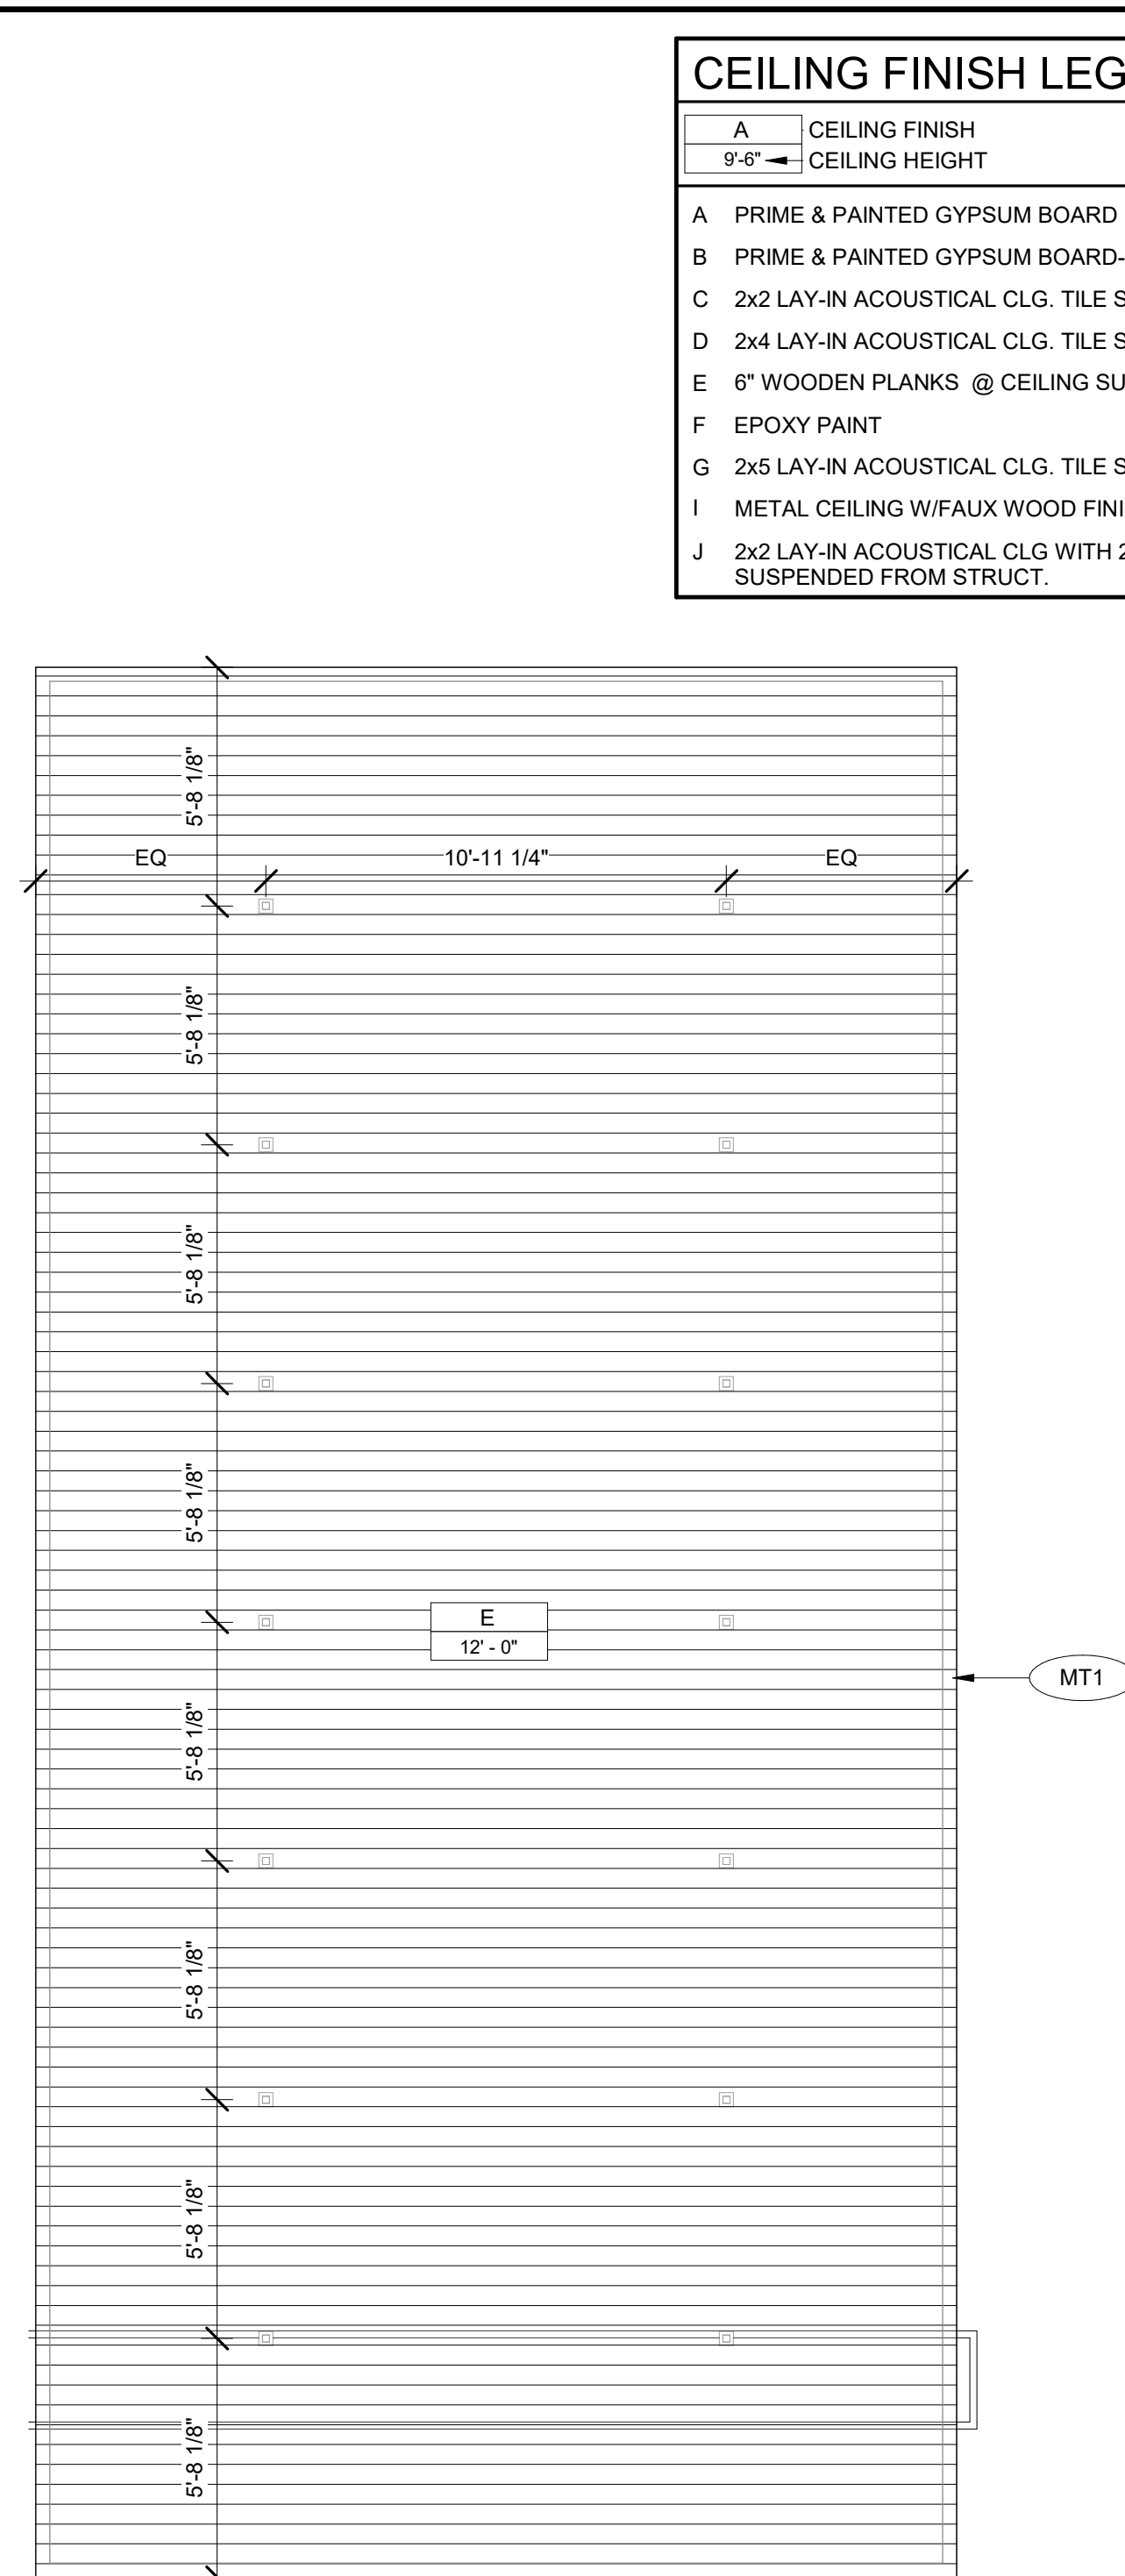 CEILING FINISH LEG
A CEILING FINISH
9'-6" CEILING HEIGHT
A PRIME & PAINTED GYPSUM BOARD
B PRIME & PAINTED GYPSUM BOARD-
C 2x2 LAY-IN ACOUSTICAL CLG. TILE S
D 2x4 LAY-IN ACOUSTICAL CLG. TILE S
E 6" WOODEN PLANKS @ CEILING SU
F EPOXY PAINT
G 2x5 LAY-IN ACOUSTICAL CLG. TILE S
I METAL CEILING W/FAUX WOOD FINI
J 2x2 LAY-IN ACOUSTICAL CLG WITH 2
SUSPENDED FROM STRUCT.
5'-8 1/8"
EQ 10'-11 1/4" EQ
5'-8 1/8"
5'-8 1/8"
5'-8 1/8"
E
12' - 0"
MT1
5'-8 1/8"
5'-8 1/8"
5'-8 1/8"
5'-8 1/8"